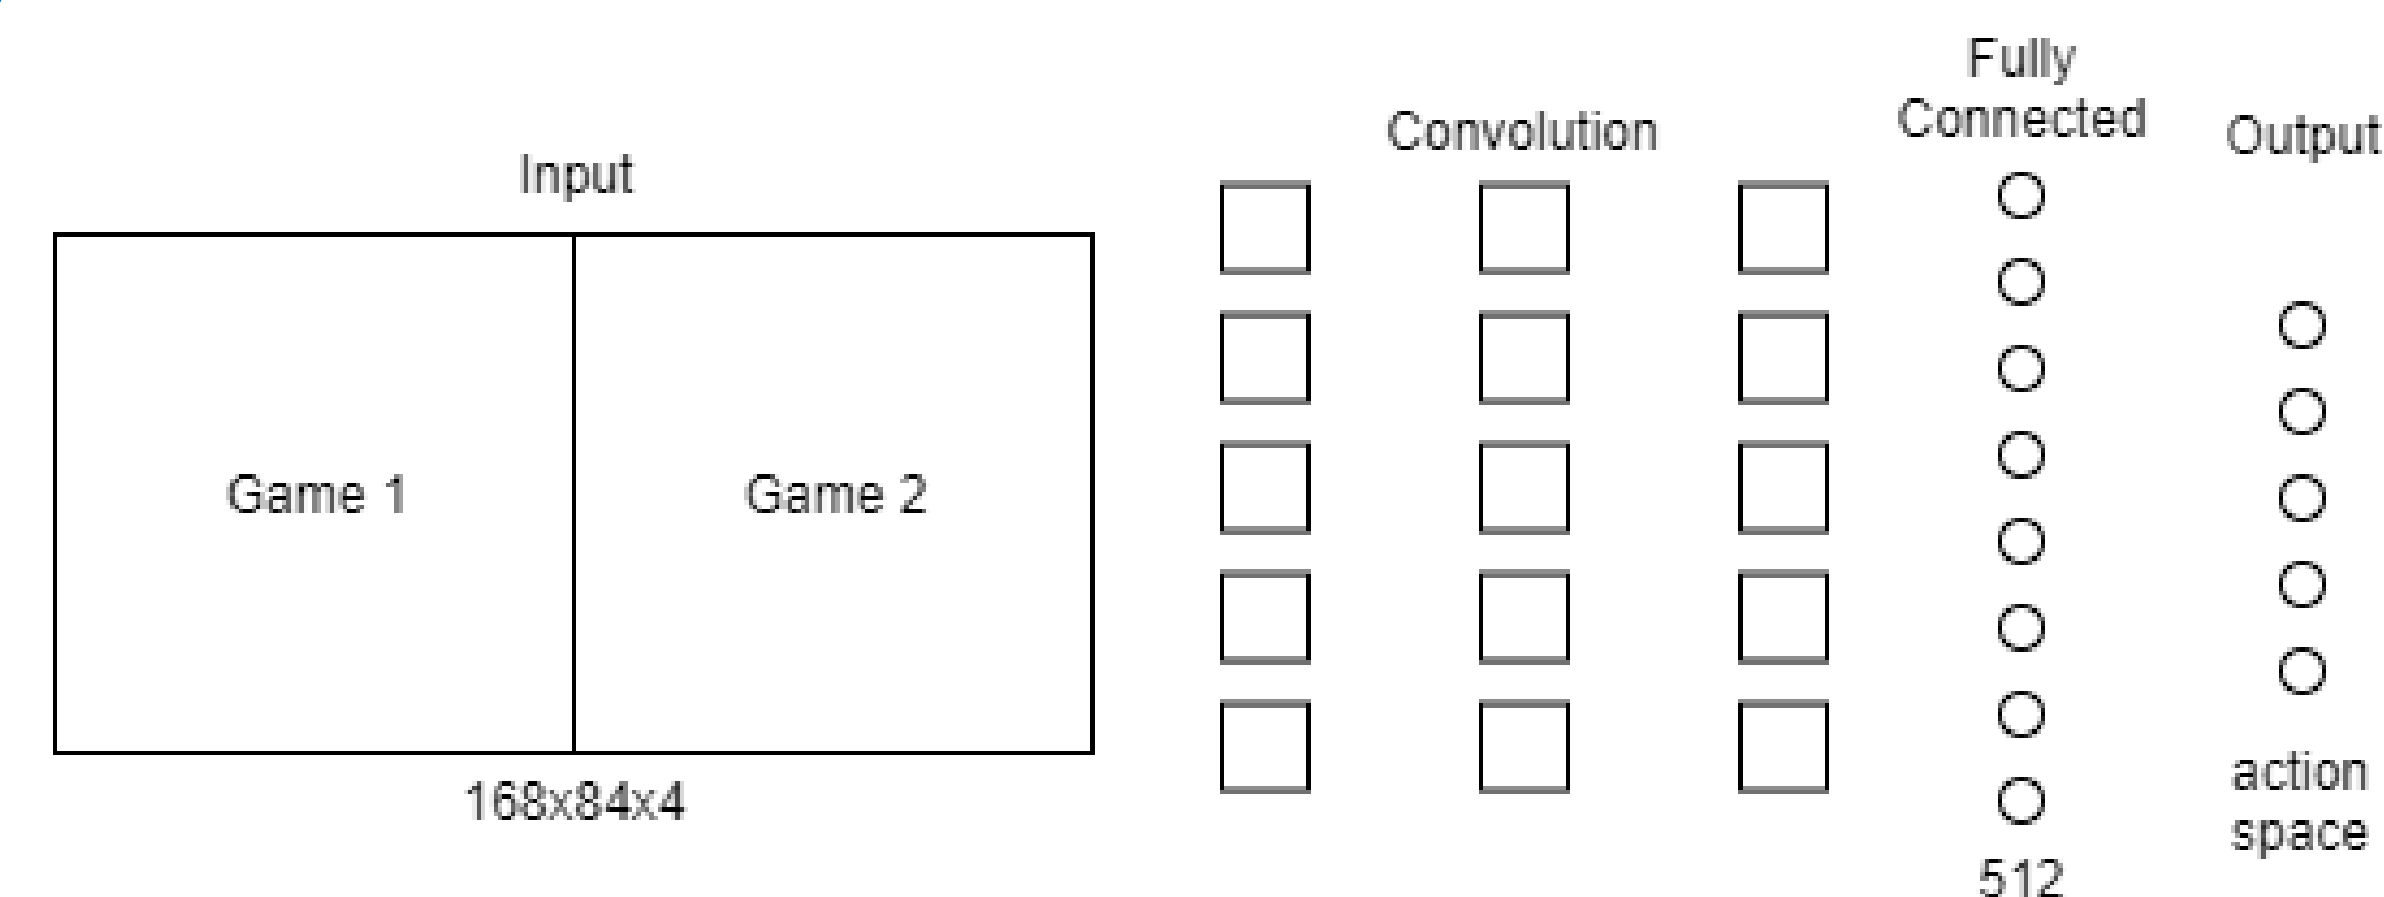 Input
Game 1
Game 2
168x84x4
Convolution
Fully
Connected
512
Output
action
space